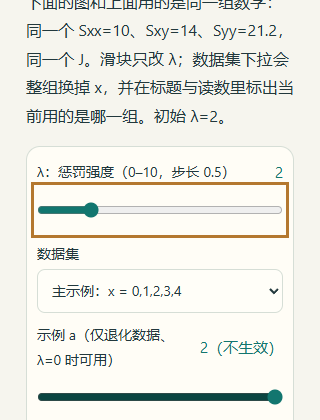 下面的图和上面用的是同一组数字：
同一个 Sxx=10、Sxy=14、Syy=21.2，
同一个 J。滑块只改 λ；数据集下拉会
整组换掉 x，并在标题与读数里标出当
前用的是哪一组。初始 λ=2。
λ：惩罚强度（0–10，步长 0.5） 2
数据集
主示例：x = 0,1,2,3,4
示例 a（仅退化数据、
λ=0 时可用） 2（不生效）